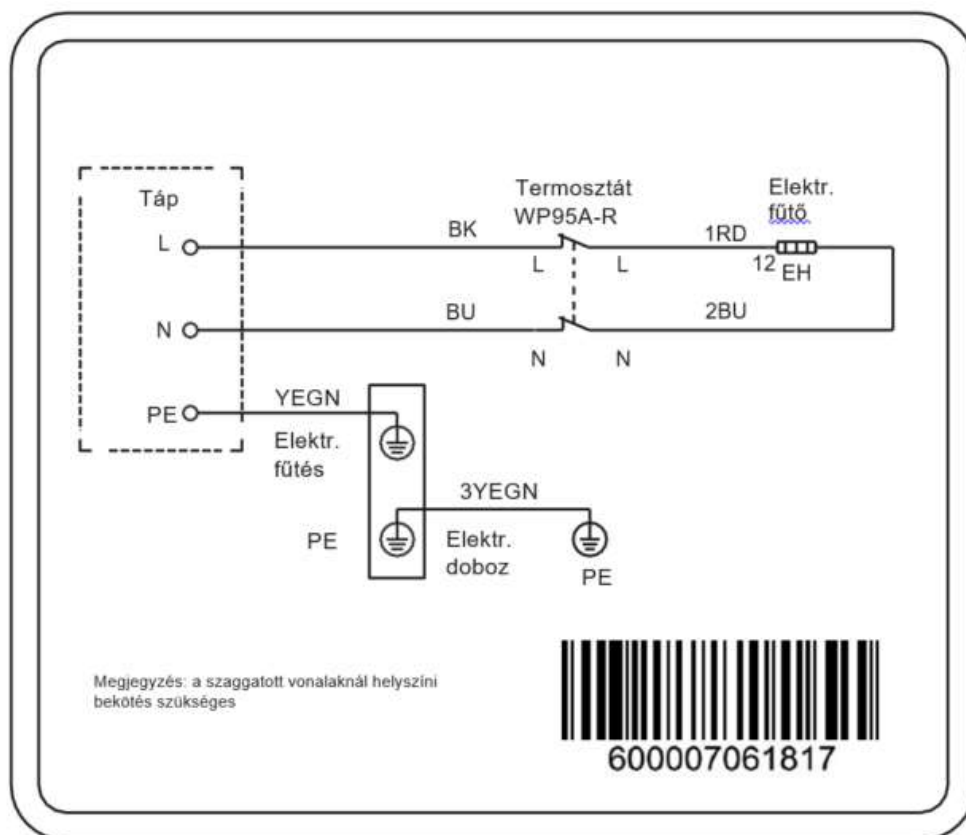 Táp
Termosztát
WP95A-R
Elektr.
fűtő
L
BK
1RD
L
L
12
EH
N
BU
2BU
N
N
PE
YEGN
Elektr.
fűtés
3YEGN
PE
Elektr.
doboz
PE
Megjegyzés: a szaggatott vonalaknál helyszíni
bekötés szükséges
600007061817